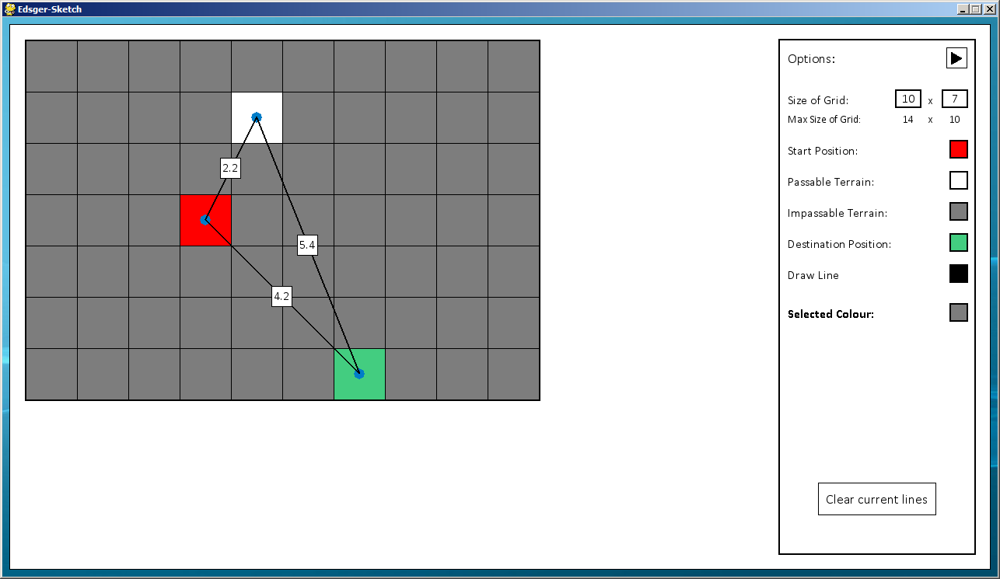 Edsger-Sketch
Options:
Size of Grid: 10 x 7
Max Size of Grid: 14 x 10
Start Position:
Passable Terrain:
Impassable Terrain:
Destination Position:
Draw Line
Selected Colour:
Clear current lines
2.2
5.4
4.2